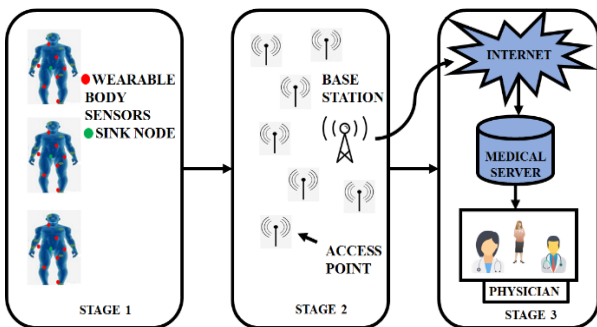 WEARABLE
BODY
SENSORS
SINK NODE
STAGE 1
BASE
STATION
ACCESS
POINT
STAGE 2
INTERNET
MEDICAL
SERVER
PHYSICIAN
STAGE 3